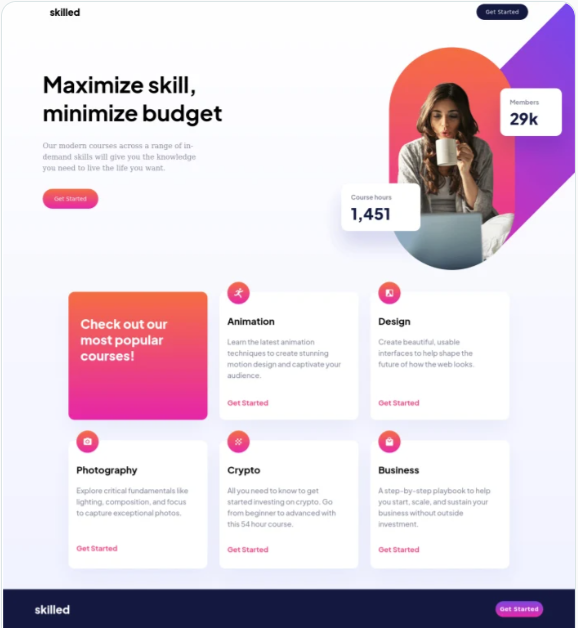 skilled
Get Started
Maximize skill,
minimize budget
Our modern courses across a range of in-
demand skills will give you the knowledge
you need to live the life you want.
Get Started
Members
29k
Course hours
1,451
Check out our
most popular
courses!
Animation
Learn the latest animation
techniques to create stunning
motion design and captivate your
audience.
Get Started
Design
Create beautiful, usable
interfaces to help shape the
future of how the web looks.
Get Started
Photography
Explore critical fundamentals like
lighting, composition, and focus
to capture exceptional photos.
Get Started
Crypto
All you need to know to get
started investing on crypto. Go
from beginner to advanced with
this 54 hour course.
Get Started
Business
A step-by-step playbook to help
you start, scale, and sustain your
business without outside
investment.
Get Started
skilled
Get Started